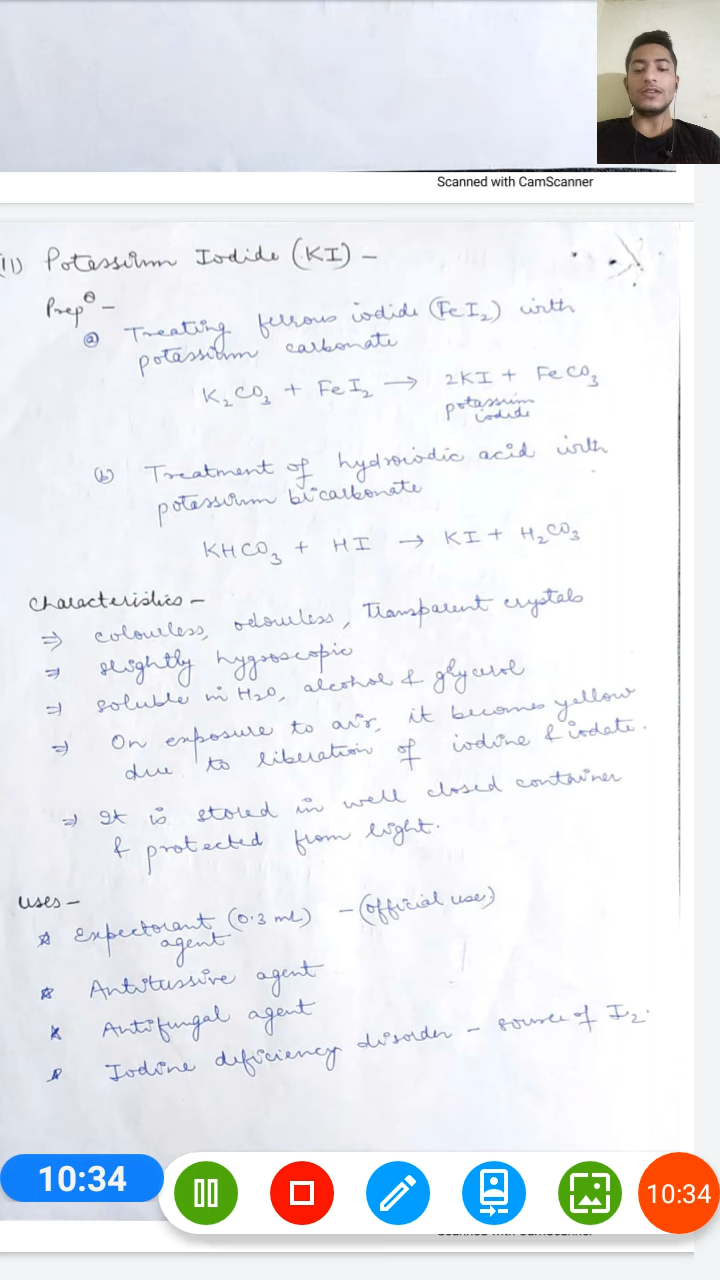 Scanned with CamScanner
(11) Potassium Iodide (KI) -
Prepⁿ -
(a) Treating ferrous iodide (FeI₂) with
potassium carbonate
K₂CO₃ + FeI₂ → 2KI + FeCO₃
potassium
iodide
(b) Treatment of hydroiodic acid with
potassium bicarbonate
KHCO₃ + HI → KI + H₂CO₃
Characteristics -
⇒ colourless, odourless, Transparent crystals
⇒ slightly hygroscopic
⇒ soluble in H₂O, alcohol & glycerol
⇒ On exposure to air, it becomes yellow
due to liberation of iodine & iodate.
⇒ It is stored in well closed container
& protected from light.
Uses -
☆ Expectorant (0.3 mL) - (official use)
agent
☆ Antitussive agent
☆ Antifungal agent
☆ Iodine deficiency disorder - source of I₂.
10:34
10:34